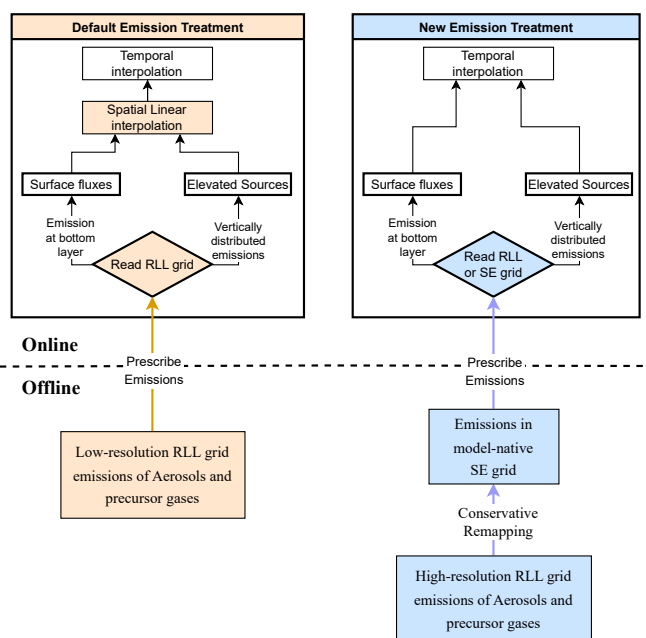 Default Emission Treatment
Temporal
interpolation
Spatial Linear
interpolation
Surface fluxes
Elevated Sources
Emission
at bottom
layer
Vertically
distributed
emissions
Read RLL grid
New Emission Treatment
Temporal
interpolation
Surface fluxes
Elevated Sources
Emission
at bottom
layer
Vertically
distributed
emissions
Read RLL
or SE grid
Online
Offline
Prescribe
Emissions
Low-resolution RLL grid
emissions of Aerosols and
precursor gases
Prescribe
Emissions
Emissions in
model-native
SE grid
Conservative
Remapping
High-resolution RLL grid
emissions of Aerosols and
precursor gases